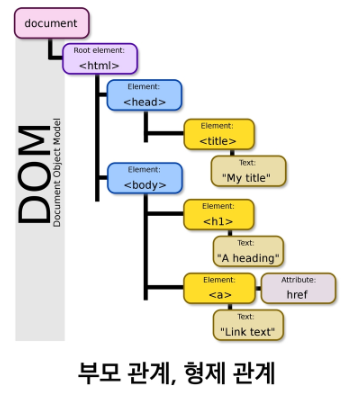 document
Root element:
<html>
Element:
<head>
Element:
<title>
Text:
"My title"
Element:
<body>
Element:
<h1>
Text:
"A heading"
Element:
<a>
Attribute:
href
Text:
"Link text"
DOM
Document Object Model
부모 관계, 형제 관계